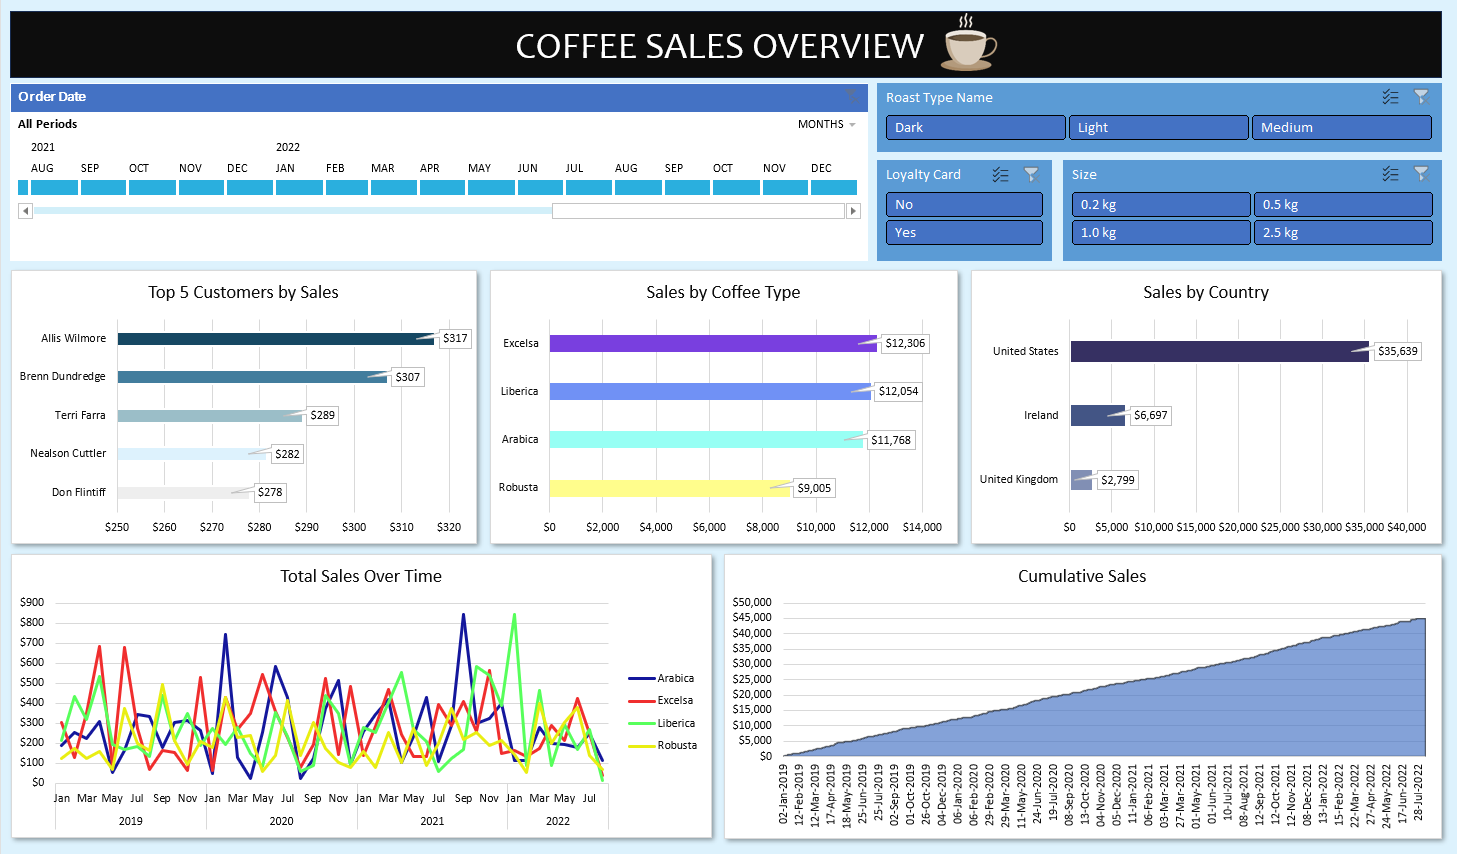 COFFEE SALES OVERVIEW
Order Date
All Periods
MONTHS
2021 2022
AUG SEP OCT NOV DEC JAN FEB MAR APR MAY JUN JUL AUG SEP OCT NOV DEC
Roast Type Name
Dark Light Medium
Loyalty Card
No
Yes
Size
0.2 kg 0.5 kg
1.0 kg 2.5 kg
Top 5 Customers by Sales
Allis Wilmore $317
Brenn Dundredge $307
Terri Farra $289
Nealson Cuttler $282
Don Flintiff $278
$250 $260 $270 $280 $290 $300 $310 $320
Sales by Coffee Type
Excelsa $12,306
Liberica $12,054
Arabica $11,768
Robusta $9,005
$0 $2,000 $4,000 $6,000 $8,000 $10,000 $12,000 $14,000
Sales by Country
United States $35,639
Ireland $6,697
United Kingdom $2,799
$0 $5,000 $10,000 $15,000 $20,000 $25,000 $30,000 $35,000 $40,000
Total Sales Over Time
$900
$800
$700
$600
$500
$400
$300
$200
$100
$0
Jan Mar May Jul Sep Nov Jan Mar May Jul Sep Nov Jan Mar May Jul Sep Nov Jan Mar May Jul
2019 2020 2021 2022
Arabica
Excelsa
Liberica
Robusta
Cumulative Sales
$50,000
$45,000
$40,000
$35,000
$30,000
$25,000
$20,000
$15,000
$10,000
$5,000
$0
02-Jan-2019
12-Feb-2019
12-Mar-2019
17-Apr-2019
18-May-2019
25-Jun-2019
25-Jul-2019
02-Sep-2019
01-Oct-2019
26-Oct-2019
04-Dec-2019
06-Jan-2020
06-Feb-2020
29-Feb-2020
29-Mar-2020
11-May-2020
24-Jun-2020
19-Jul-2020
08-Sep-2020
13-Oct-2020
04-Nov-2020
05-Dec-2020
11-Jan-2021
06-Feb-2021
03-Mar-2021
27-Mar-2021
01-May-2021
01-Jun-2021
10-Jul-2021
08-Aug-2021
12-Sep-2021
12-Oct-2021
12-Nov-2021
08-Dec-2021
13-Jan-2022
15-Feb-2022
22-Mar-2022
27-Apr-2022
24-May-2022
17-Jun-2022
28-Jul-2022